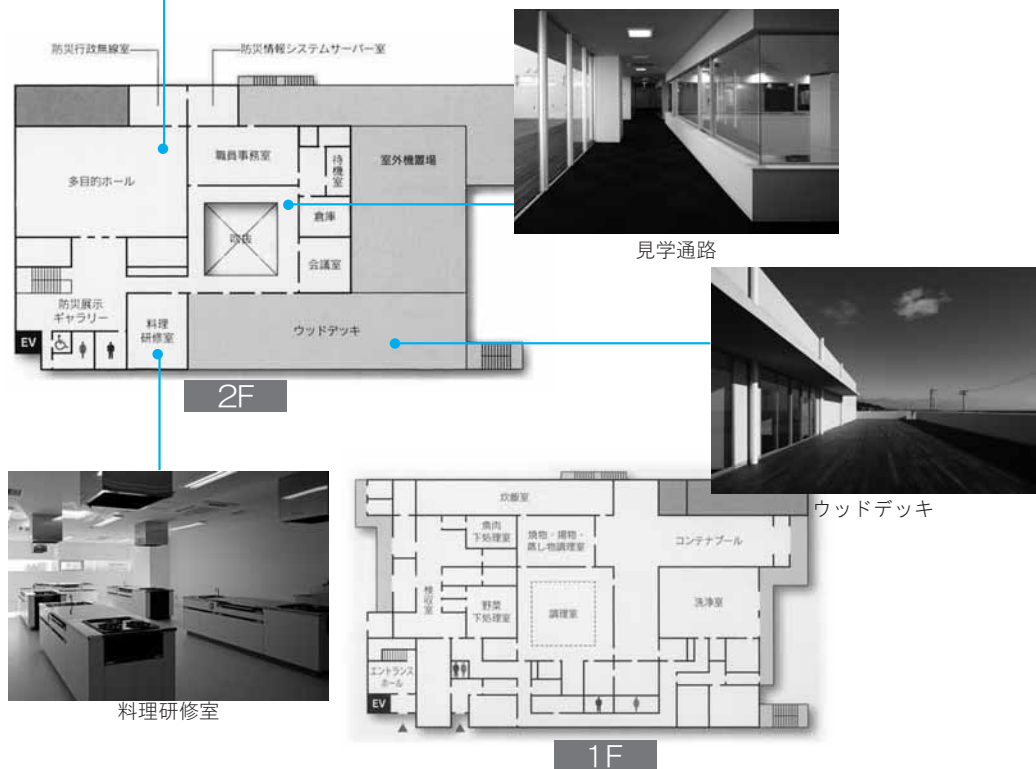 防災行政無線室
防災情報システムサーバー室
職員事務室
待機室
室外機置場
多目的ホール
倉庫
吹抜
会議室
防災展示
ギャラリー
料理
研修室
ウッドデッキ
EV
2F
見学通路
ウッドデッキ
料理研修室
炊飯室
魚肉
下処理室
焼物・揚物・
蒸し物調理室
コンテナプール
検収室
野菜
下処理室
調理室
洗浄室
エントランス
ホール
EV
1F